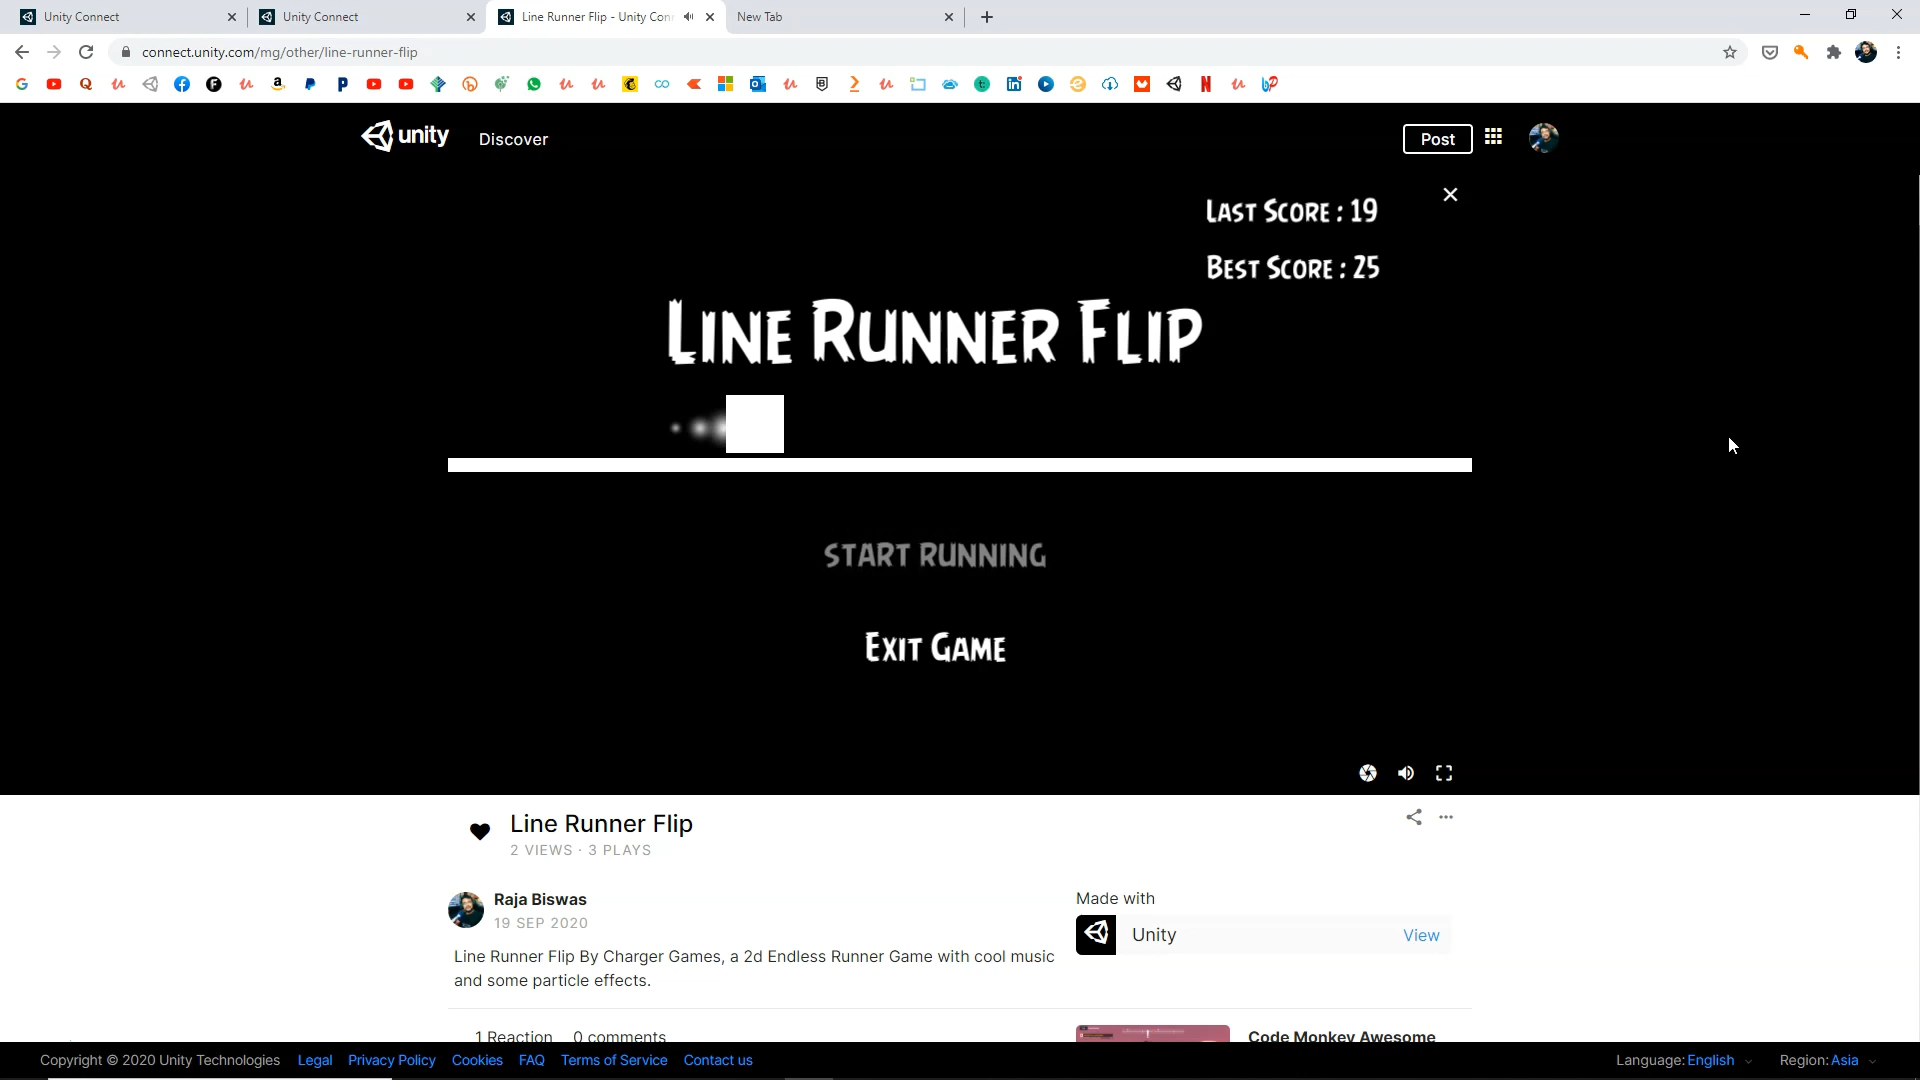 Unity Connect
Unity Connect
Line Runner Flip - Unity Con
New Tab
connect.unity.com/mg/other/line-runner-flip
unity
Discover
Post
Last Score : 19
Best Score : 25
Line Runner Flip
START RUNNING
Exit Game
Line Runner Flip
2 VIEWS · 3 PLAYS
Raja Biswas
19 SEP 2020
Line Runner Flip By Charger Games, a 2d Endless Runner Game with cool music
and some particle effects.
Made with
Unity
View
1 Reaction 0 comments
Code Monkey Awesome
Copyright © 2020 Unity Technologies Legal Privacy Policy Cookies FAQ Terms of Service Contact us Language:English Region:Asia